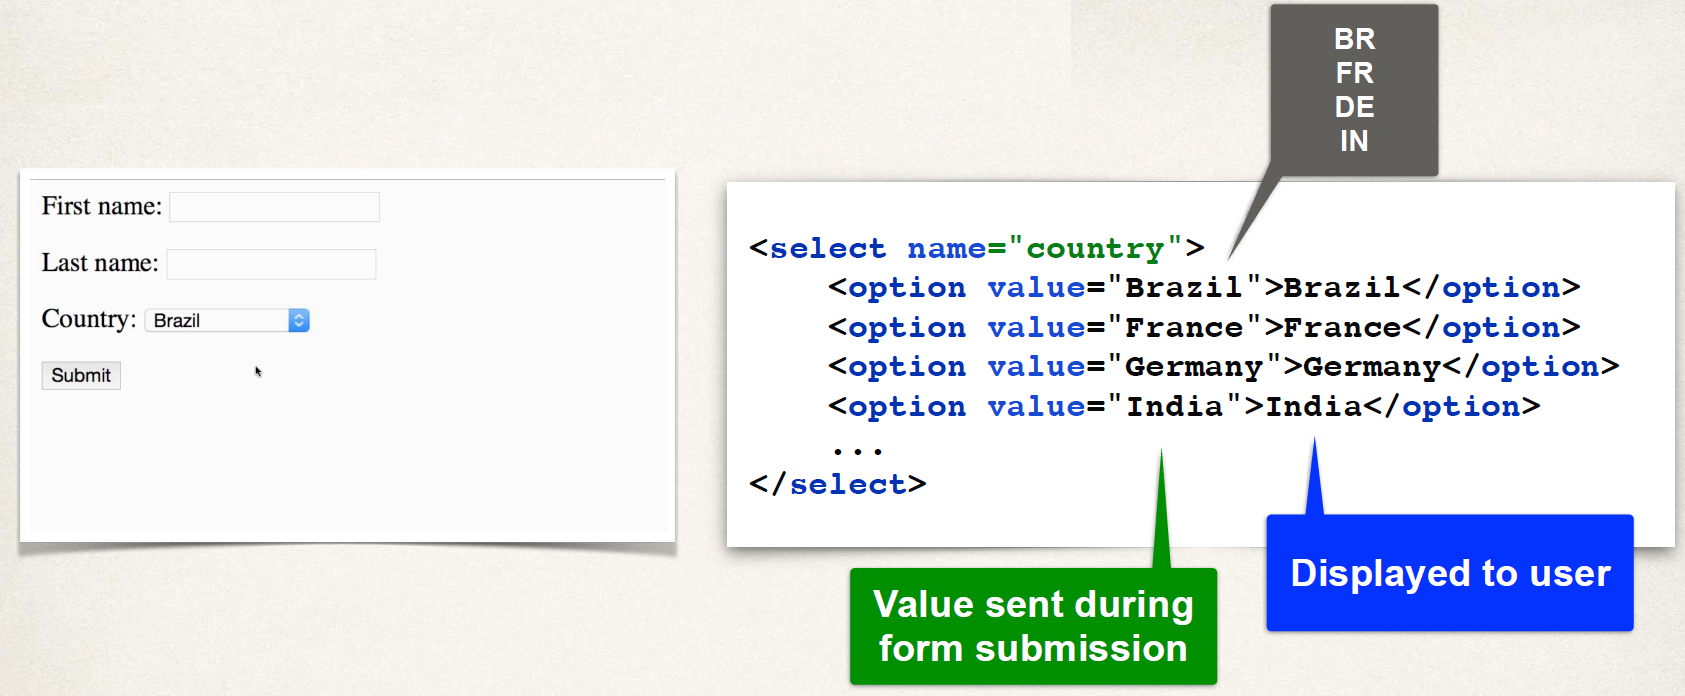 First name:
Last name:
Country: Brazil
Submit
BR
FR
DE
IN
<select name="country">
<option value="Brazil">Brazil</option>
<option value="France">France</option>
<option value="Germany">Germany</option>
<option value="India">India</option>
...
</select>
Value sent during
form submission
Displayed to user